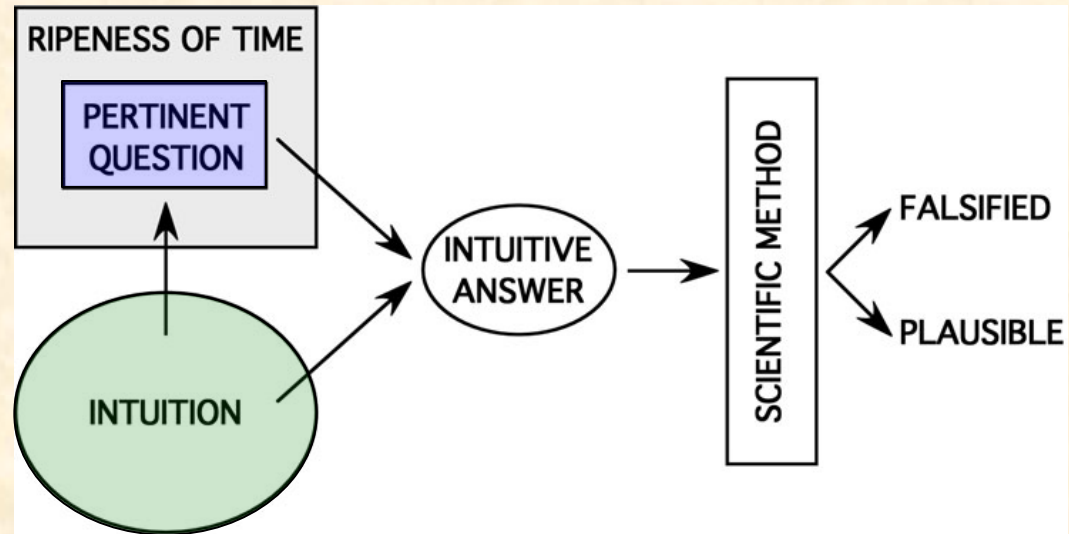 RIPENESS OF TIME
PERTINENT
QUESTION
INTUITION
INTUITIVE
ANSWER
SCIENTIFIC METHOD
FALSIFIED
PLAUSIBLE